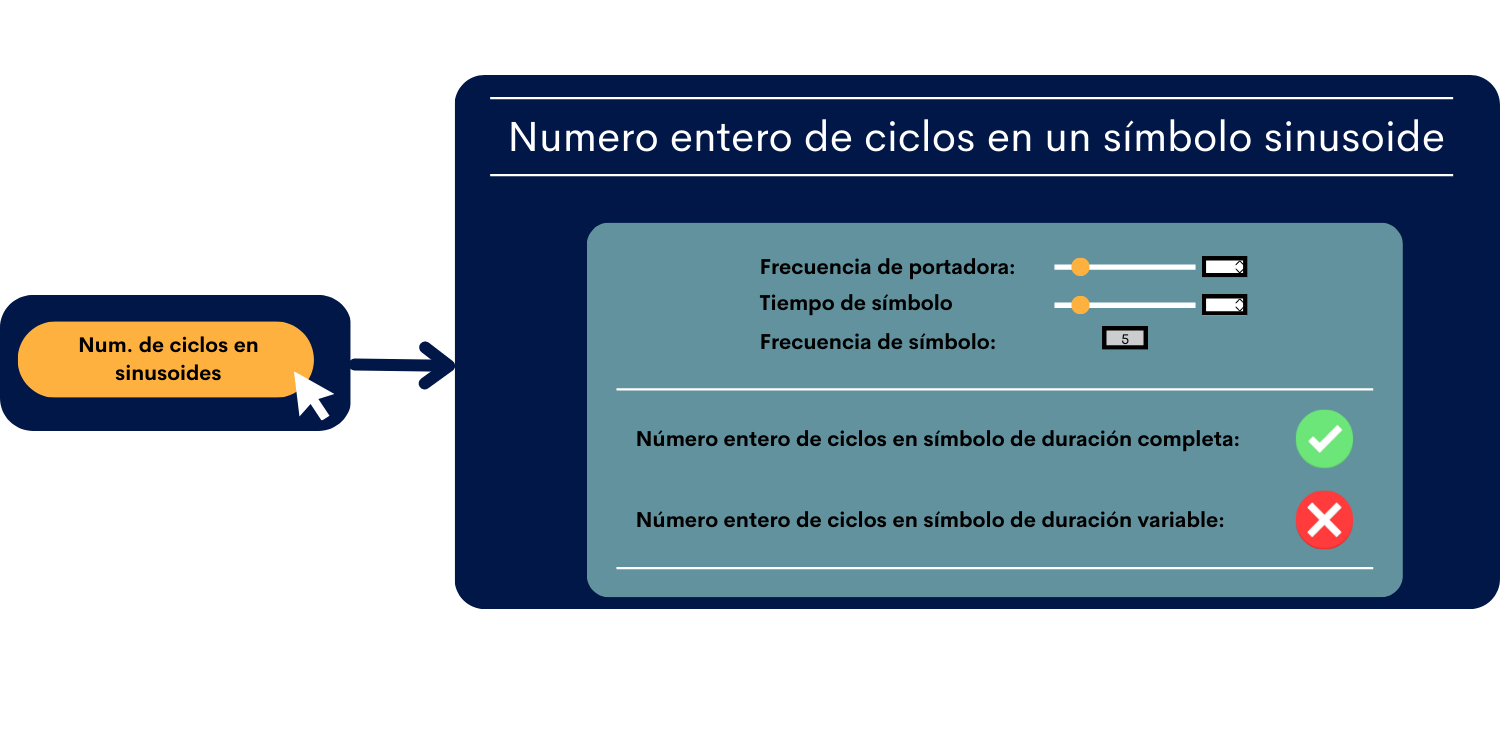 Num. de ciclos en
sinusoides
Numero entero de ciclos en un símbolo sinusoide
Frecuencia de portadora:
Tiempo de símbolo
Frecuencia de símbolo: 5
Número entero de ciclos en símbolo de duración completa:
Número entero de ciclos en símbolo de duración variable: